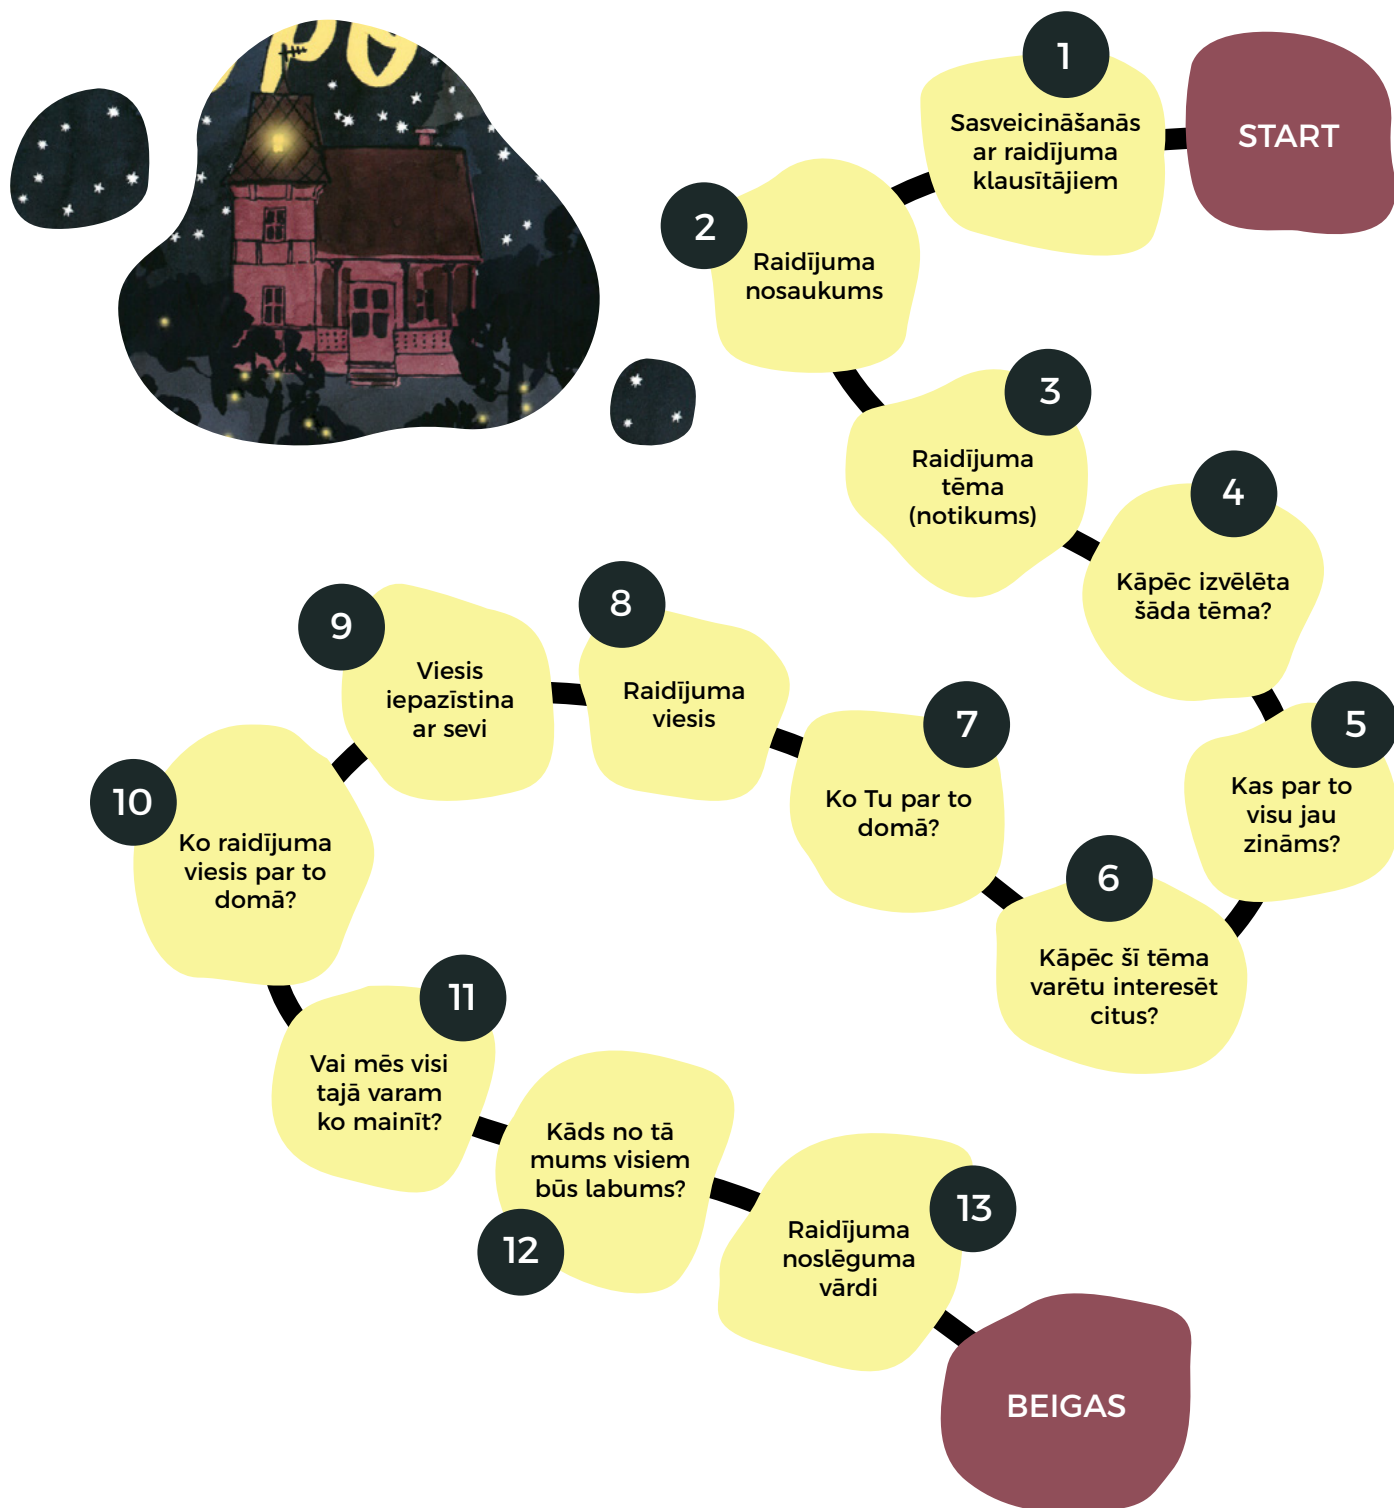 START
1
Sasveicināšanās
ar raidījuma
klausītājiem
2
Raidījuma
nosaukums
3
Raidījuma
tēma
(notikums)
4
Kāpēc izvēlēta
šāda tēma?
5
Kas par to
visu jau
zināms?
6
Kāpēc šī tēma
varētu interesēt
citus?
7
Ko Tu par to
domā?
8
Raidījuma
viesis
9
Viesis
iepazīstina
ar sevi
10
Ko raidījuma
viesis par to
domā?
11
Vai mēs visi
tajā varam
ko mainīt?
12
Kāds no tā
mums visiem
būs labums?
13
Raidījuma
noslēguma
vārdi
BEIGAS